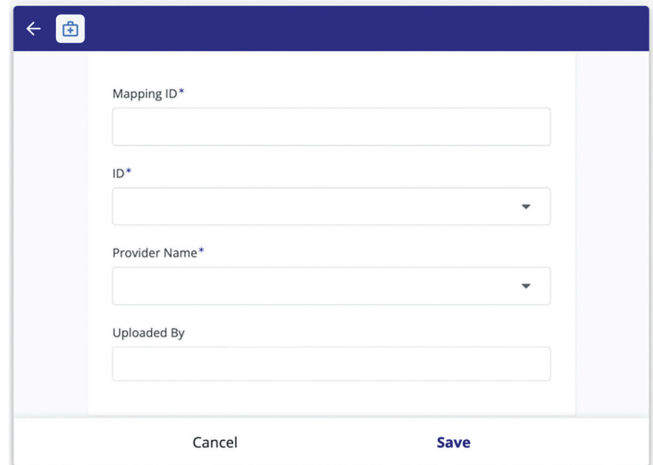 Mapping ID*
ID*
Provider Name*
Uploaded By
Cancel Save